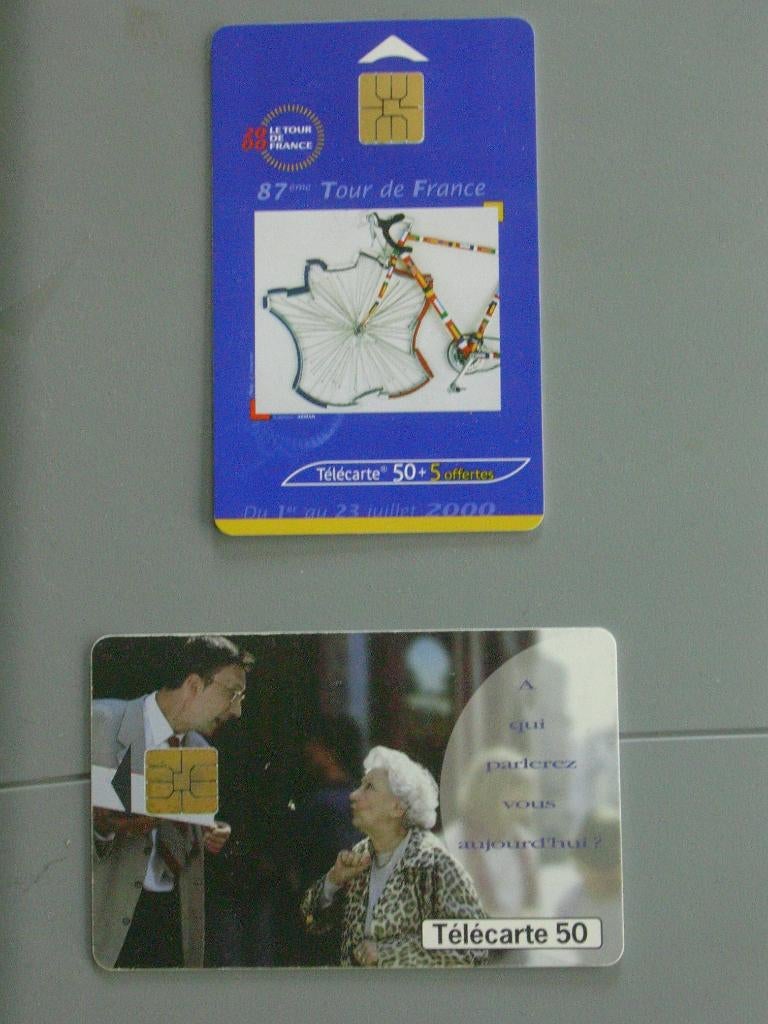 2000
LE TOUR
DE
FRANCE
87ème Tour de France
ARMAN
Télécarte® 50 + 5 offertes
Du 1er au 23 juillet 2000
A
qui
parlerez
vous
aujourd'hui ?
Télécarte 50